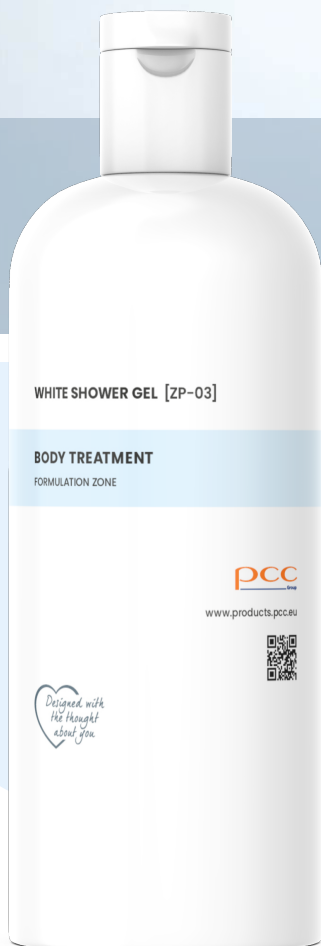 WHITE SHOWER GEL [ZP-03]
BODY TREATMENT
FORMULATION ZONE
pcc
Group
www.products.pcc.eu
Designed with
the thought
about you